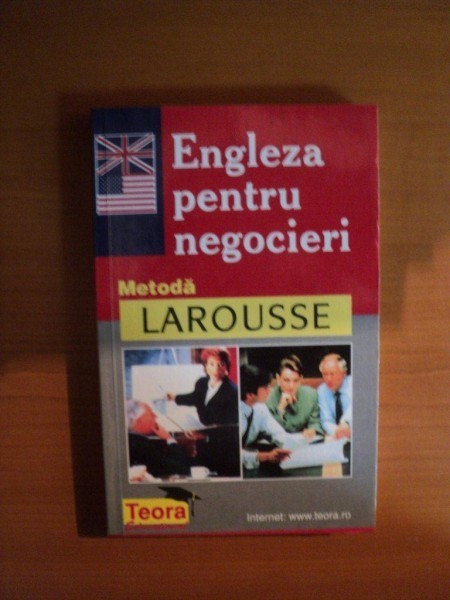 Engleza
pentru
negocieri
Metodă
LAROUSSE
Teora
Internet: www.teora.ro